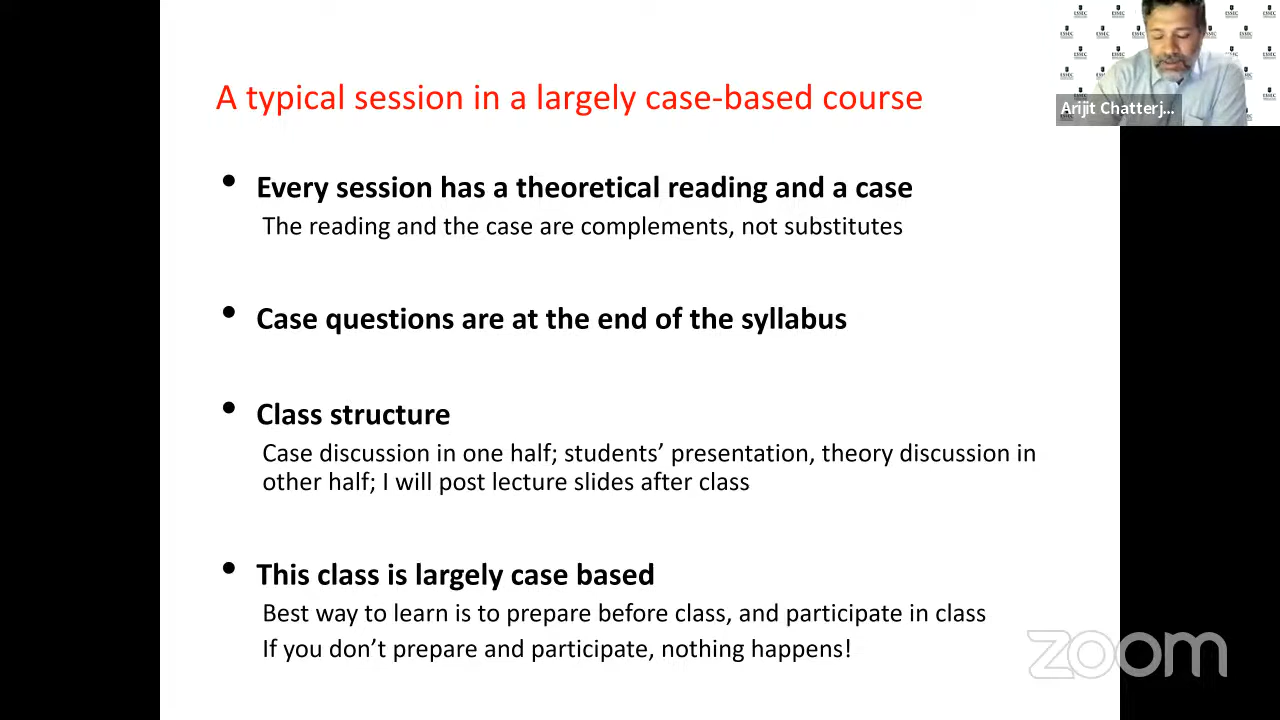 A typical session in a largely case-based course
Arijit Chatterj...
• Every session has a theoretical reading and a case
The reading and the case are complements, not substitutes
• Case questions are at the end of the syllabus
• Class structure
Case discussion in one half; students’ presentation, theory discussion in
other half; I will post lecture slides after class
• This class is largely case based
Best way to learn is to prepare before class, and participate in class
If you don’t prepare and participate, nothing happens!
zoom
ESSEC